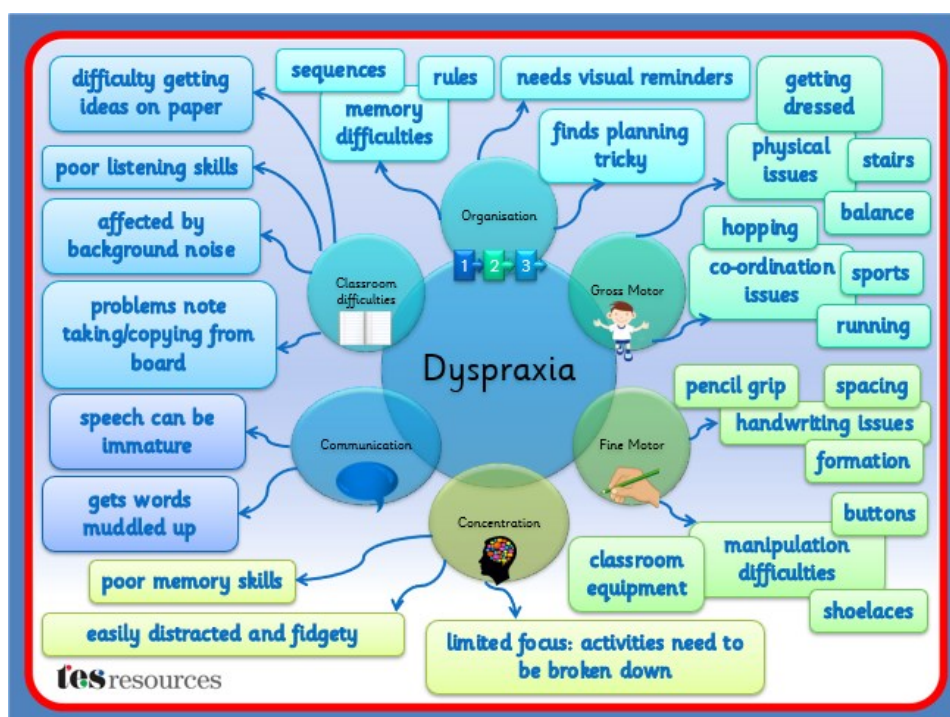 Dyspraxia
Organisation
1
2
3
memory
difficulties
sequences
rules
needs visual reminders
finds planning
tricky
Gross Motor
physical
issues
getting
dressed
stairs
balance
co-ordination
issues
hopping
sports
running
Fine Motor
handwriting issues
pencil grip
spacing
formation
manipulation
difficulties
buttons
classroom
equipment
shoelaces
Concentration
limited focus: activities need to
be broken down
easily distracted and fidgety
poor memory skills
Communication
gets words
muddled up
speech can be
immature
Classroom
difficulties
problems note
taking/copying from
board
affected by
background noise
poor listening skills
difficulty getting
ideas on paper
tes resources